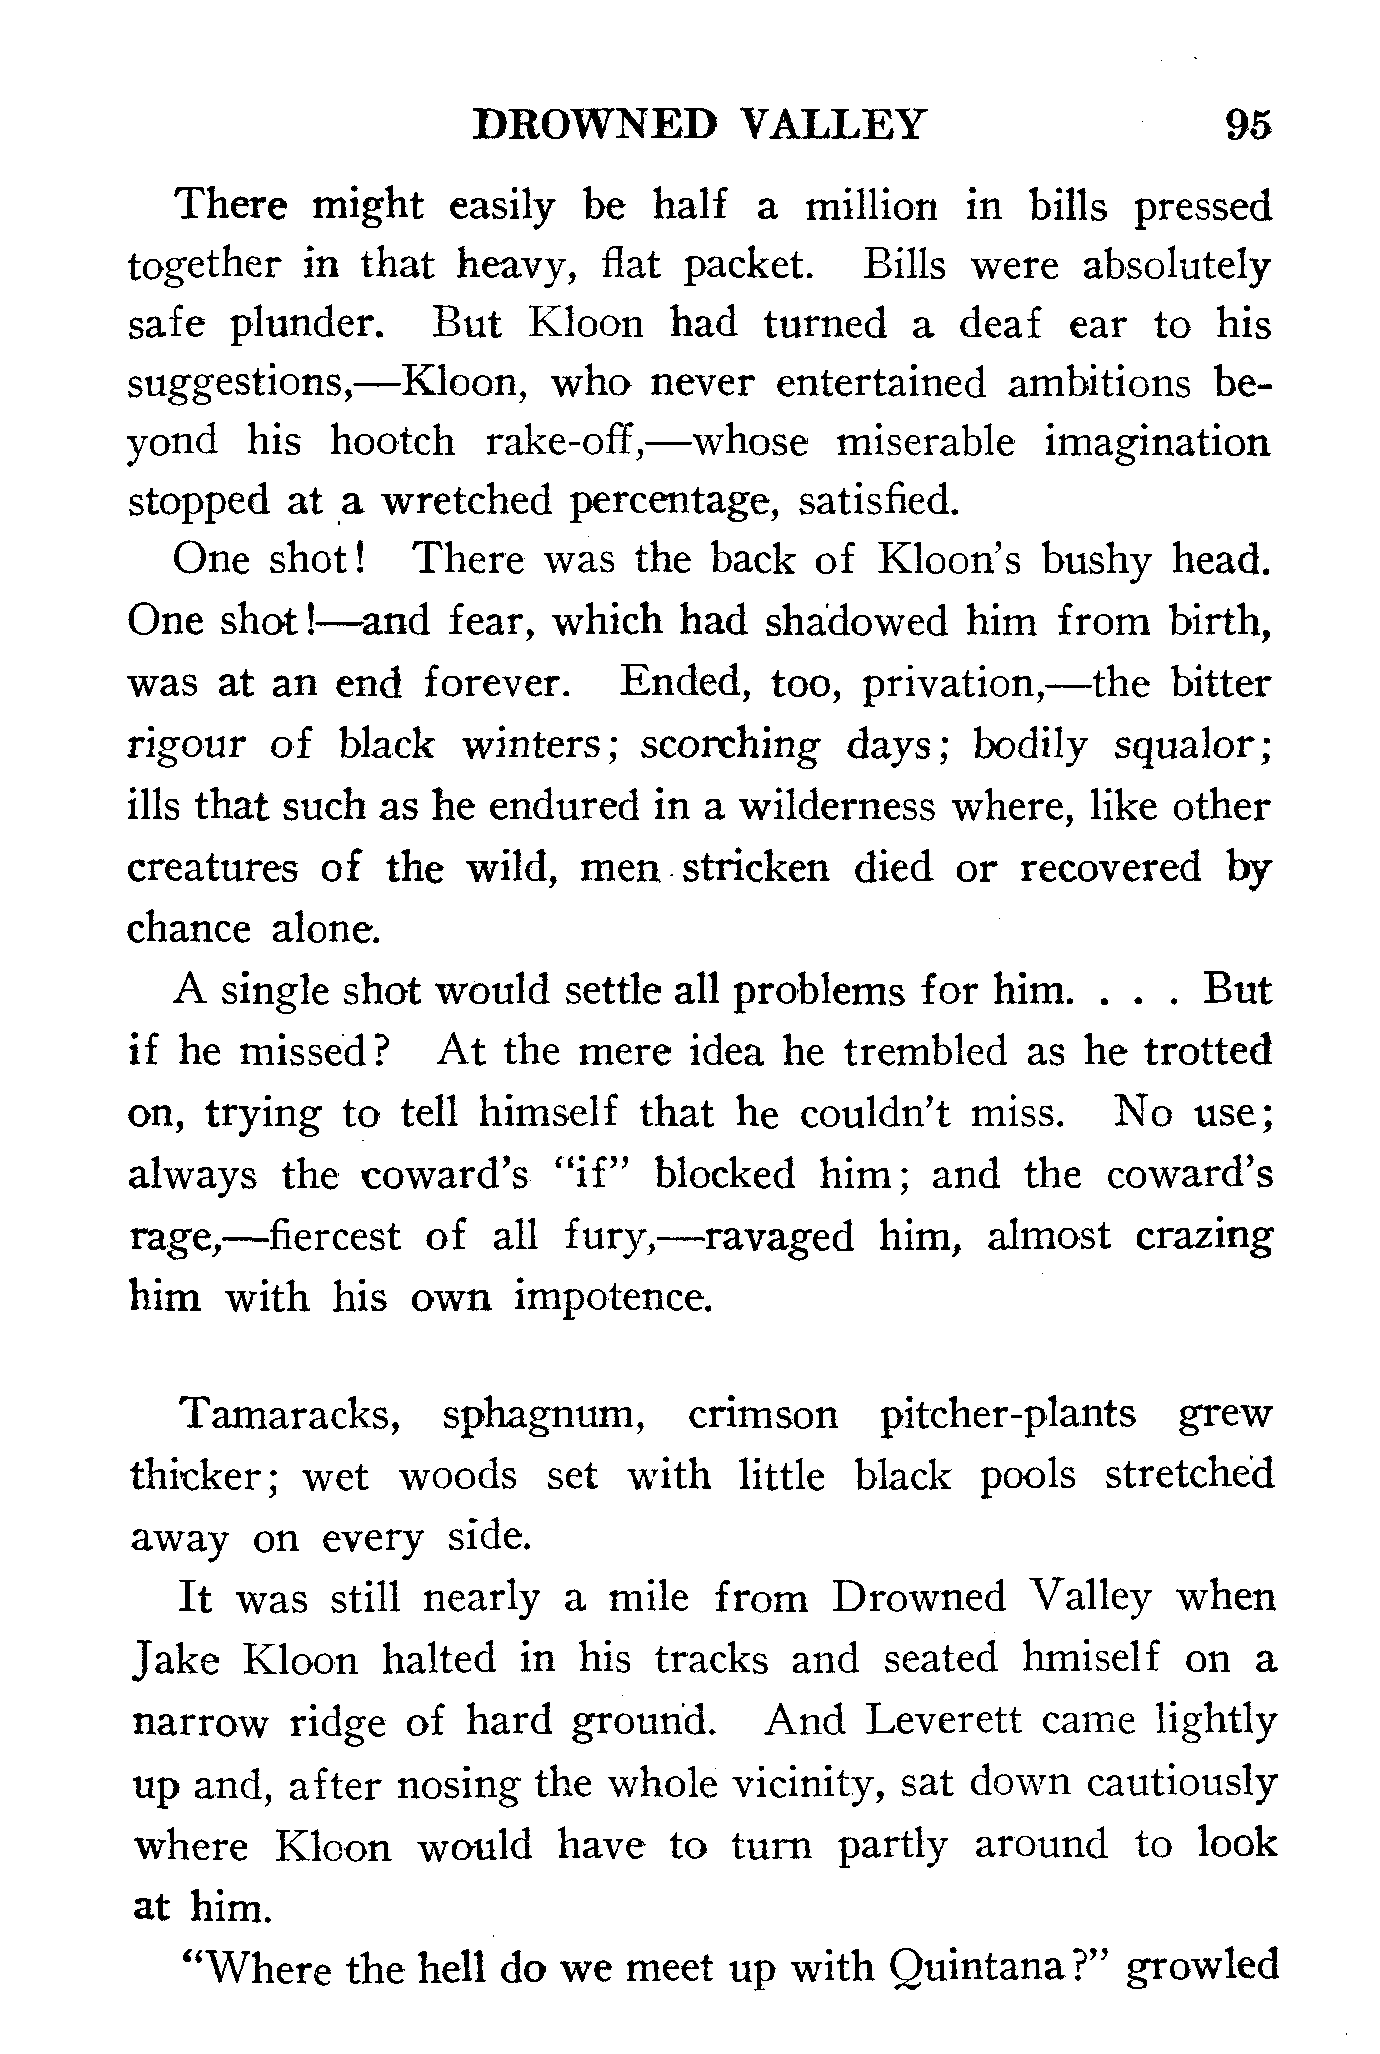 DROWNED VALLEY 95
There might easily be half a million in bills pressed
together in that heavy, flat packet. Bills were absolutely
safe plunder. But Kloon had turned a deaf ear to his
suggestions,—Kloon, who never entertained ambitions be-
yond his hootch rake-off,—whose miserable imagination
stopped at a wretched percentage, satisfied.
One shot! There was the back of Kloon's bushy head.
One shot!—and fear, which had shadowed him from birth,
was at an end forever. Ended, too, privation,—the bitter
rigour of black winters; scorching days; bodily squalor;
ills that such as he endured in a wilderness where, like other
creatures of the wild, men stricken died or recovered by
chance alone.
A single shot would settle all problems for him. . . . But
if he missed? At the mere idea he trembled as he trotted
on, trying to tell himself that he couldn't miss. No use;
always the coward's "if" blocked him; and the coward's
rage,—fiercest of all fury,—ravaged him, almost crazing
him with his own impotence.
Tamaracks, sphagnum, crimson pitcher-plants grew
thicker; wet woods set with little black pools stretched
away on every side.
It was still nearly a mile from Drowned Valley when
Jake Kloon halted in his tracks and seated hmiself on a
narrow ridge of hard ground. And Leverett came lightly
up and, after nosing the whole vicinity, sat down cautiously
where Kloon would have to turn partly around to look
at him.
"Where the hell do we meet up with Quintana?" growled